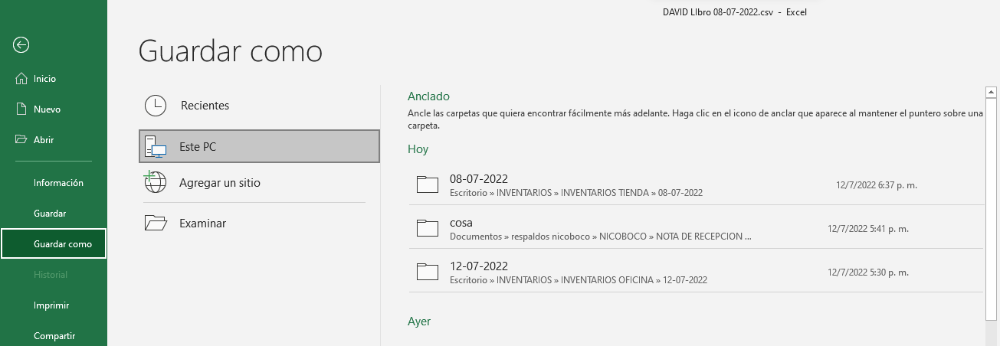 DAVID LIbro 08-07-2022.csv - Excel
Guardar como
Inicio
Nuevo
Abrir
Información
Guardar
Guardar como
Historial
Imprimir
Compartir
Recientes
Este PC
Agregar un sitio
Examinar
Anclado
Ancle las carpetas que quiera encontrar fácilmente más adelante. Haga clic en el icono de anclar que aparece al mantener el puntero sobre una
carpeta.
Hoy
08-07-2022 12/7/2022 6:37 p. m.
Escritorio » INVENTARIOS » INVENTARIOS TIENDA » 08-07-2022
cosa 12/7/2022 5:41 p. m.
Documentos » respaldos nicoboco » NICOBOCO » NOTA DE RECEPCION ...
12-07-2022 12/7/2022 5:30 p. m.
Escritorio » INVENTARIOS » INVENTARIOS OFICINA » 12-07-2022
Ayer